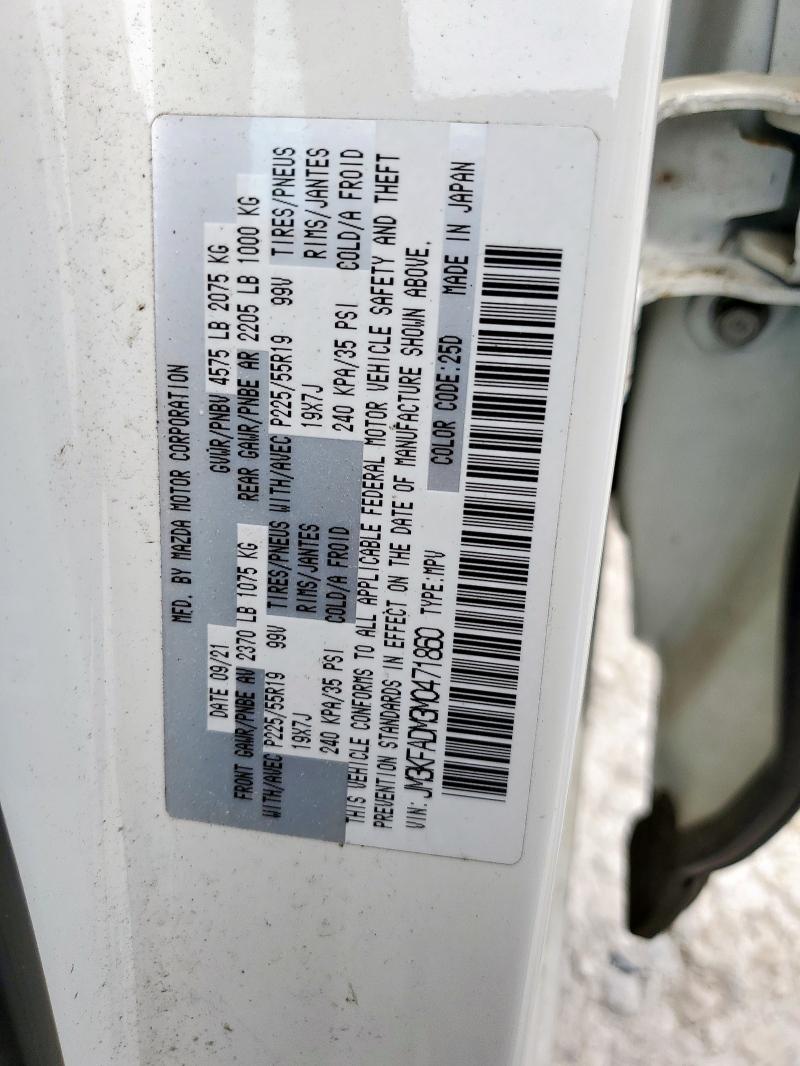 MFD. BY MAZDA MOTOR CORPORATION
DATE 09/21 GVWR/PNBV 4575 LB 2075 KG
FRONT GAWR/PNBE AV 2370 LB 1075 KG REAR GAWR/PNBE AR 2205 LB 1000 KG
WITH/AVEC P225/55R19 99V TIRES/PNEUS WITH/AVEC P225/55R19 99V TIRES/PNEUS
19X7J RIMS/JANTES 19X7J RIMS/JANTES
240 KPA/35 PSI COLD/A FROID 240 KPA/35 PSI COLD/A FROID
THIS VEHICLE CONFORMS TO ALL APPLICABLE FEDERAL MOTOR VEHICLE SAFETY AND THEFT
PREVENTION STANDARDS IN EFFECT ON THE DATE OF MANUFACTURE SHOWN ABOVE.
VIN: JM3KFADM3M0471860 TYPE:MPV COLOR CODE:25D MADE IN JAPAN